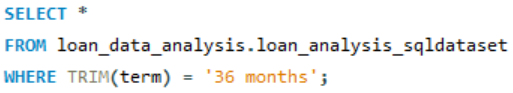 SELECT *
FROM loan_data_analysis.loan_analysis_sqldataset
WHERE TRIM(term) = '36 months';